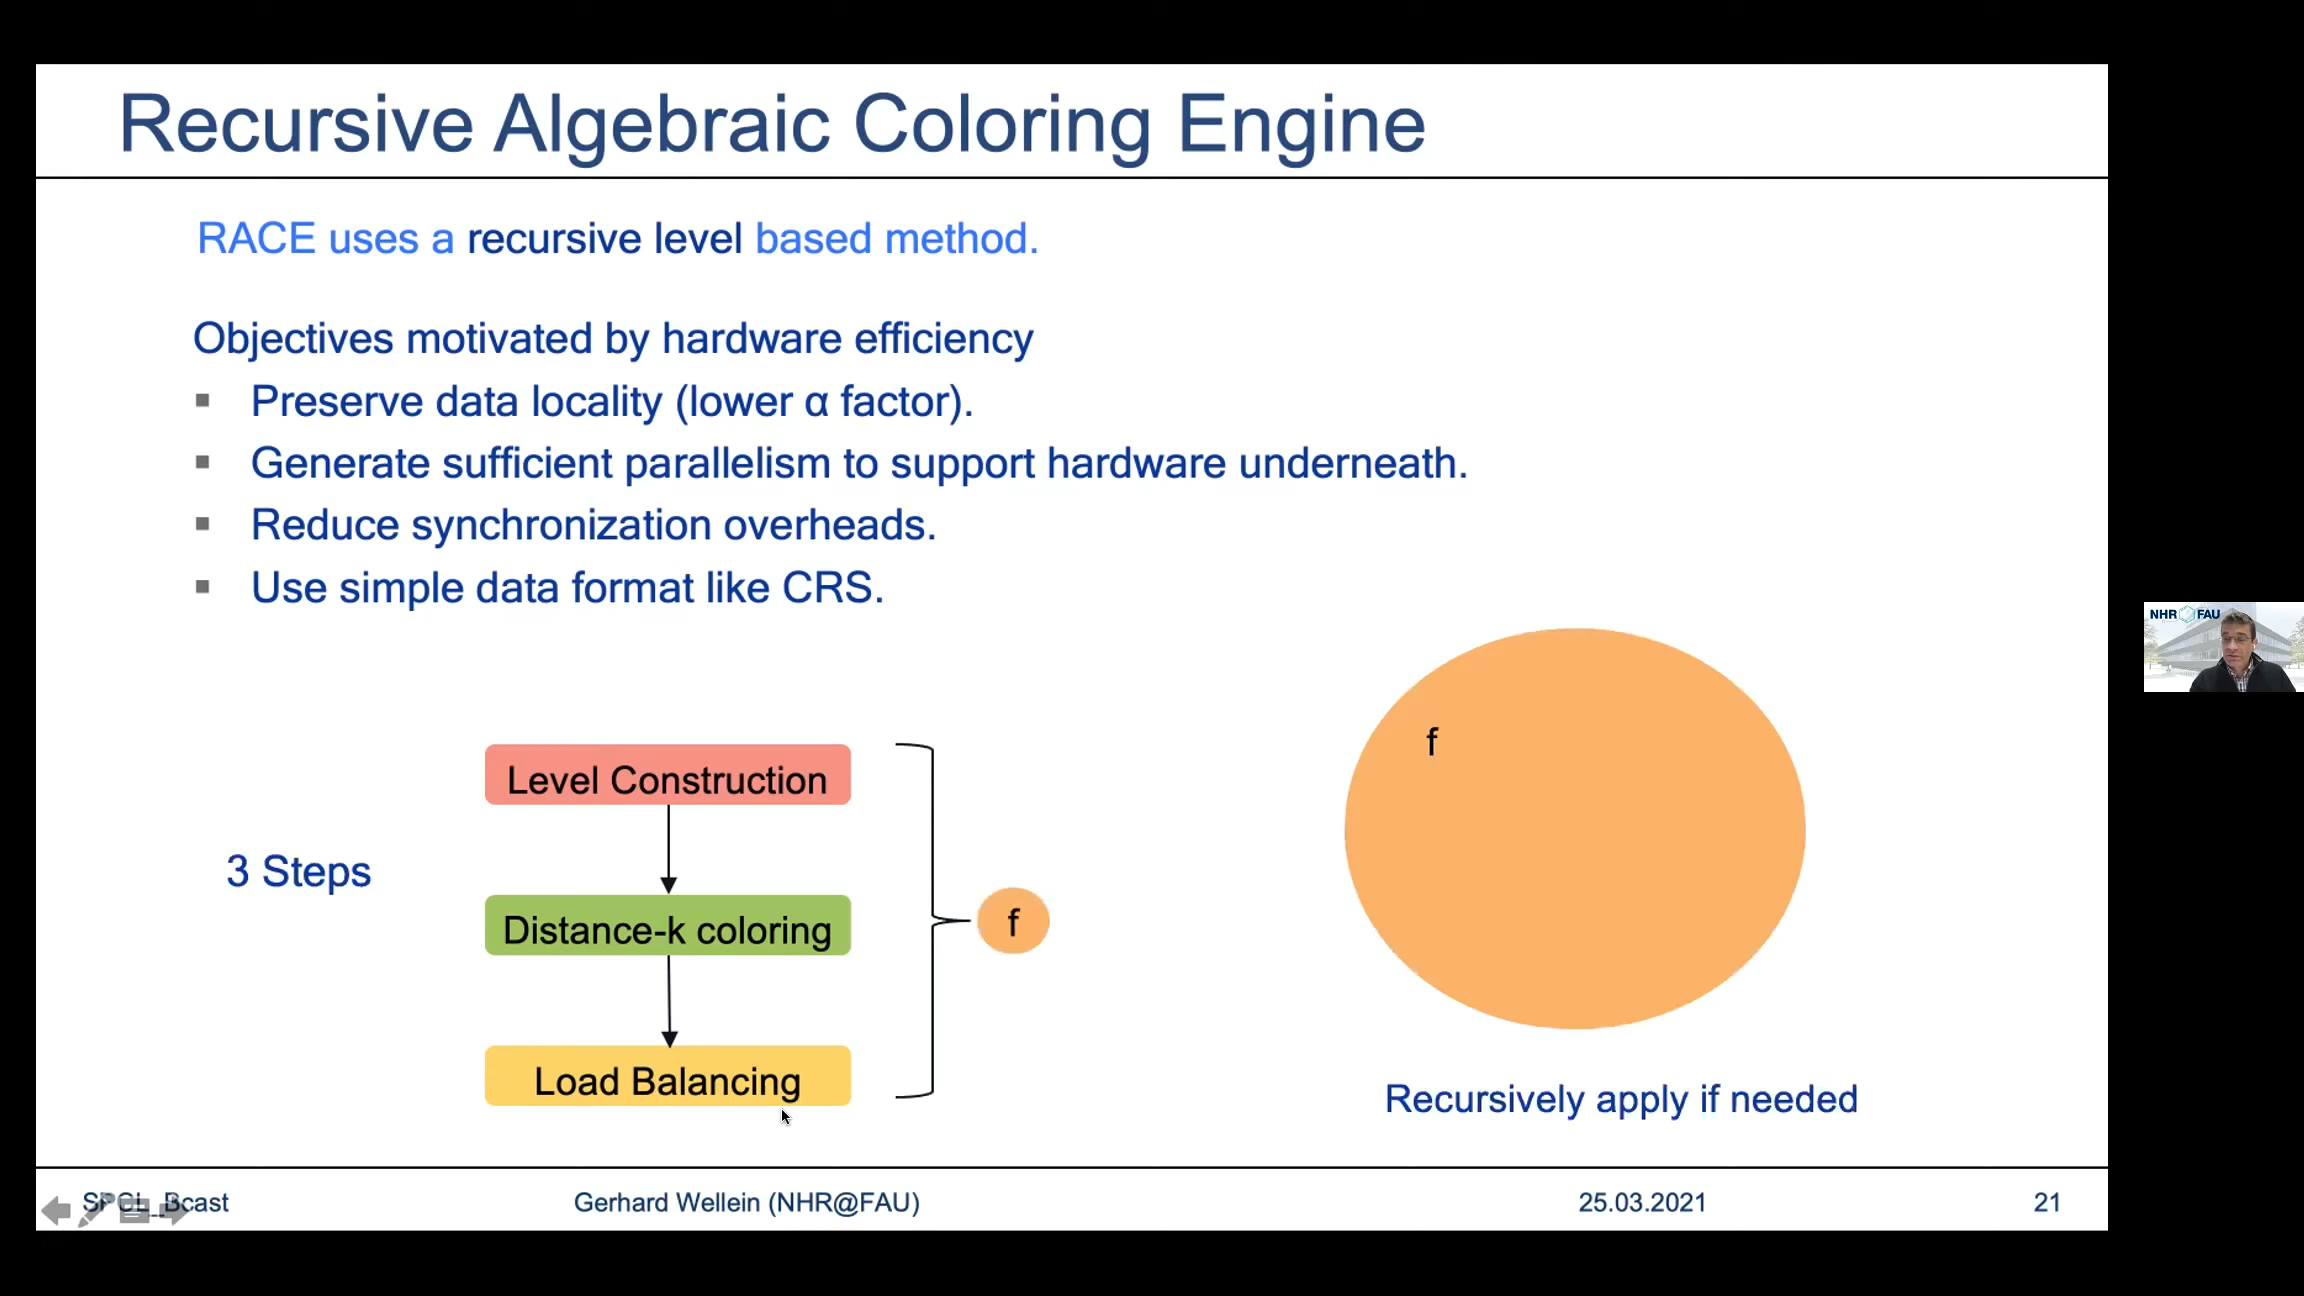 Recursive Algebraic Coloring Engine
RACE uses a recursive level based method.
Objectives motivated by hardware efficiency
Preserve data locality (lower α factor).
Generate sufficient parallelism to support hardware underneath.
Reduce synchronization overheads.
Use simple data format like CRS.
NHR FAU
3 Steps
Level Construction
Distance-k coloring
Load Balancing
f
f
Recursively apply if needed
SPCL_Bcast
Gerhard Wellein (NHR@FAU)
25.03.2021
21